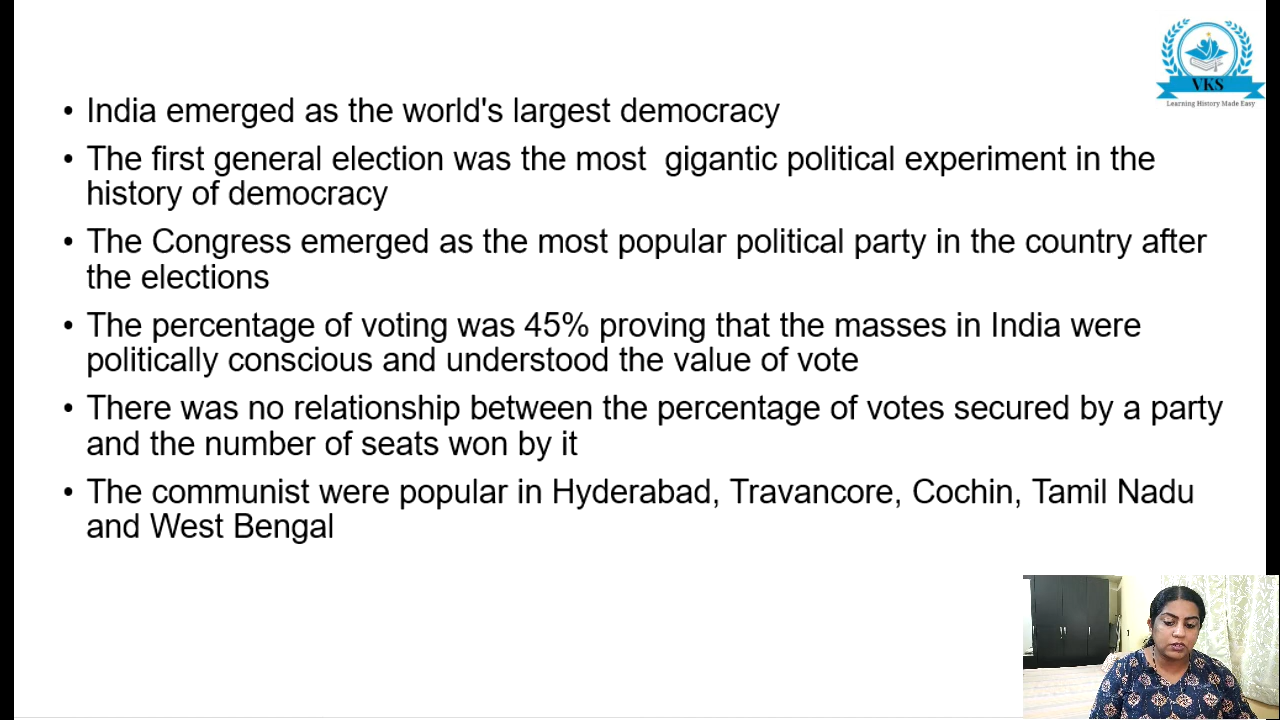 VKS
Learning History Made Easy
• India emerged as the world's largest democracy
• The first general election was the most  gigantic political experiment in the
history of democracy
• The Congress emerged as the most popular political party in the country after
the elections
• The percentage of voting was 45% proving that the masses in India were
politically conscious and understood the value of vote
• There was no relationship between the percentage of votes secured by a party
and the number of seats won by it
• The communist were popular in Hyderabad, Travancore, Cochin, Tamil Nadu
and West Bengal